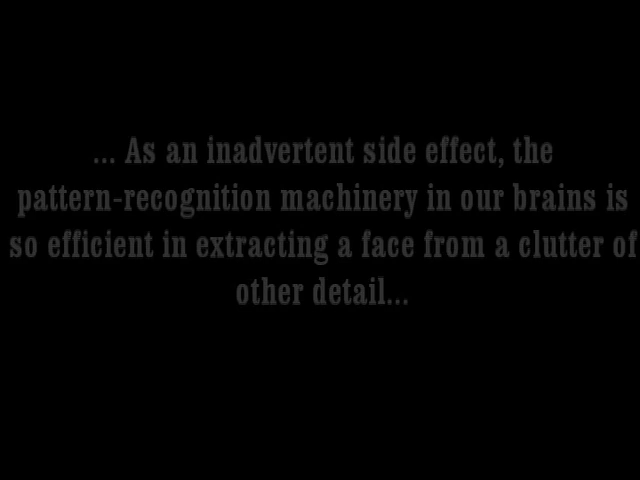 ... As an inadvertent side effect, the
pattern-recognition machinery in our brains is
so efficient in extracting a face from a clutter of
other detail...